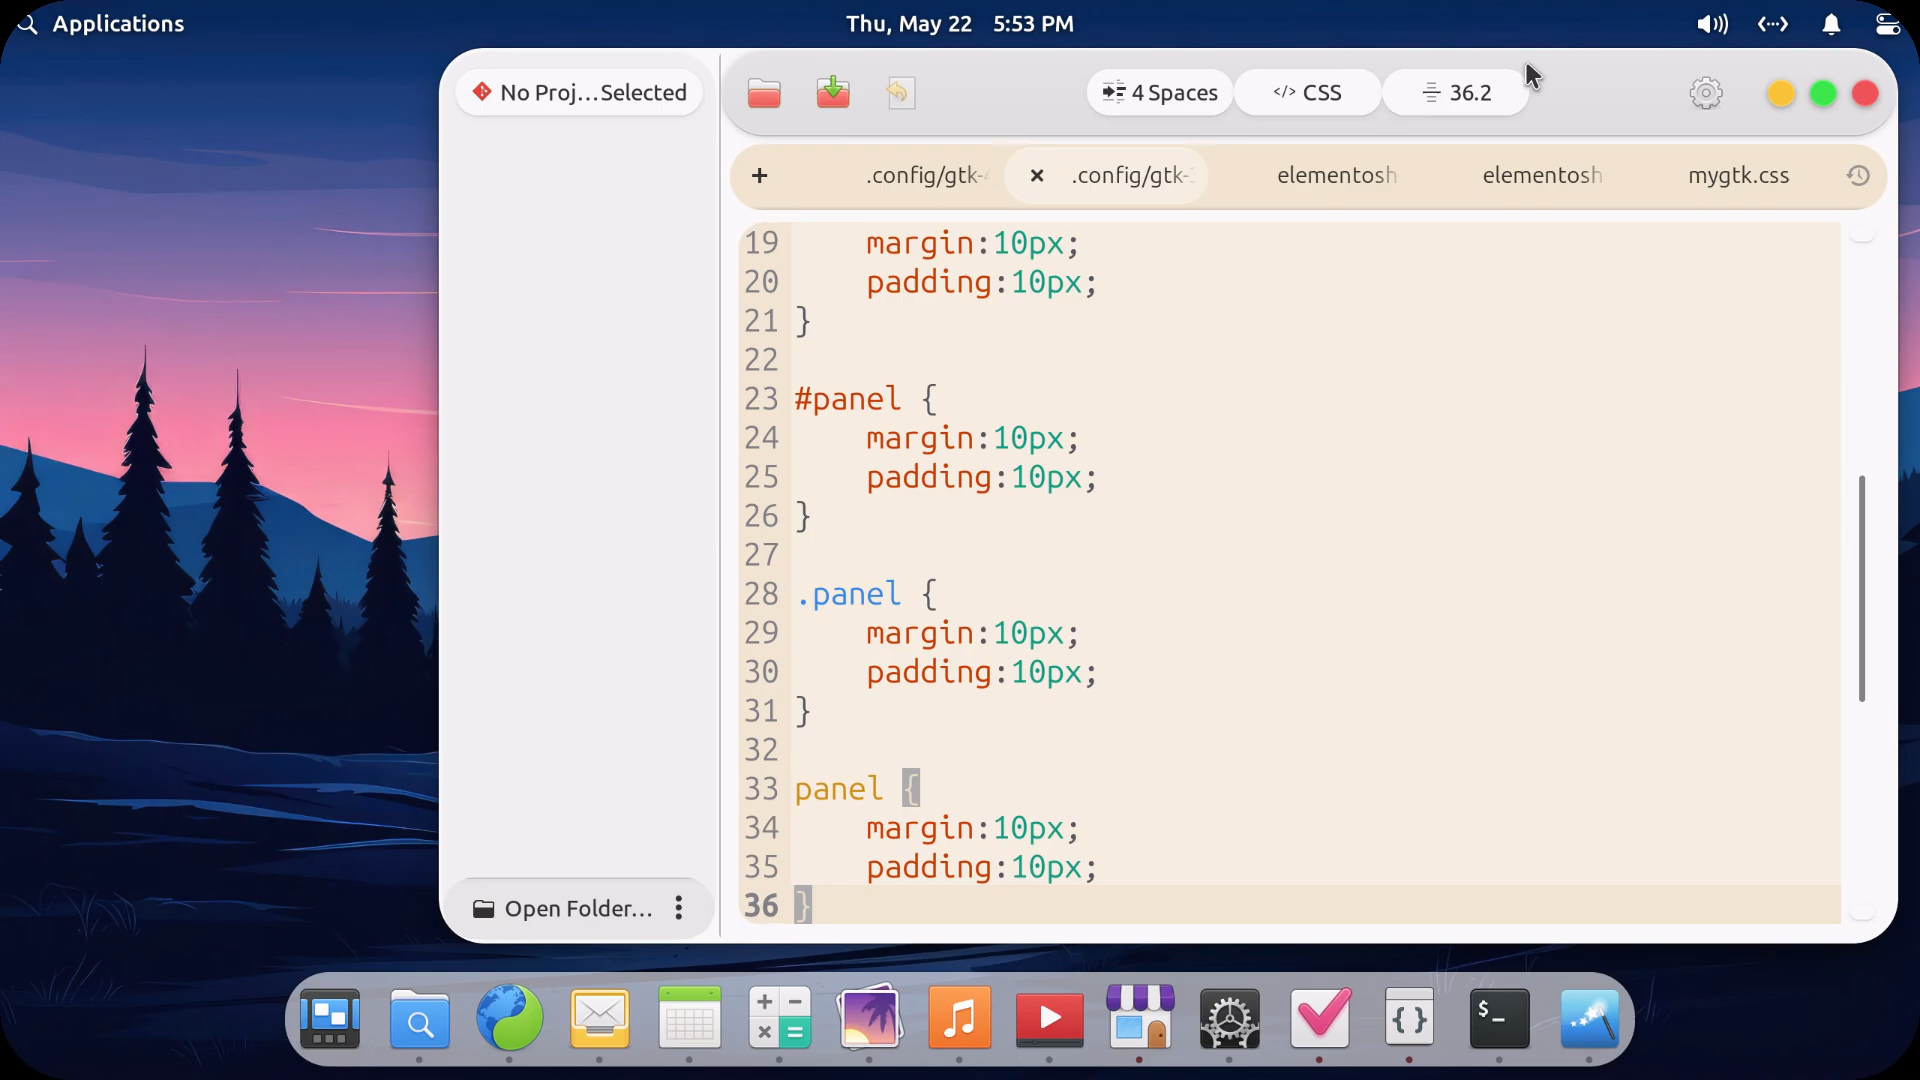 Applications
Thu, May 22 5:53 PM
No Proj...Selected
4 Spaces
</> CSS
36.2
+
.config/gtk-
.config/gtk-
elementosh
elementosh
mygtk.css
19 margin:10px;
20 padding:10px;
21 }
22
23 #panel {
24 margin:10px;
25 padding:10px;
26 }
27
28 .panel {
29 margin:10px;
30 padding:10px;
31 }
32
33 panel {
34 margin:10px;
35 padding:10px;
36 }
Open Folder...